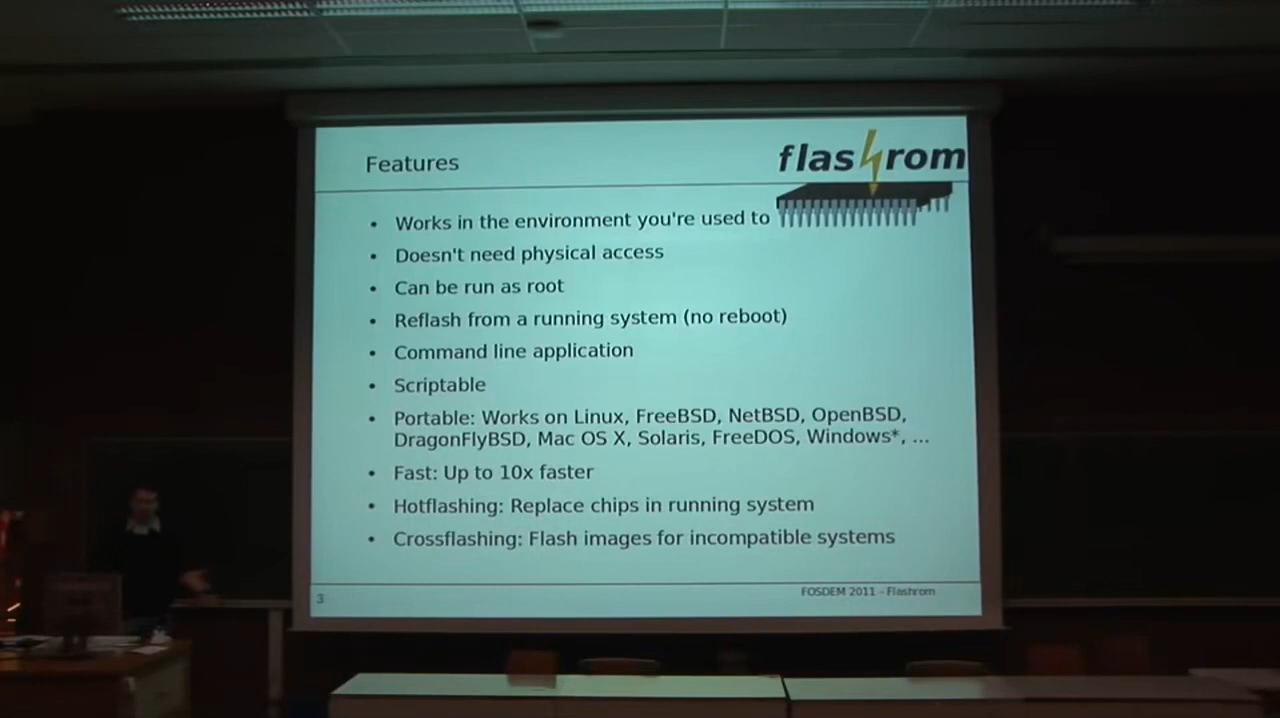 Features
flashrom
• Works in the environment you're used to
• Doesn't need physical access
• Can be run as root
• Reflash from a running system (no reboot)
• Command line application
• Scriptable
• Portable: Works on Linux, FreeBSD, NetBSD, OpenBSD,
DragonFlyBSD, Mac OS X, Solaris, FreeDOS, Windows*, ...
• Fast: Up to 10x faster
• Hotflashing: Replace chips in running system
• Crossflashing: Flash images for incompatible systems
3
FOSDEM 2011 - Flashrom